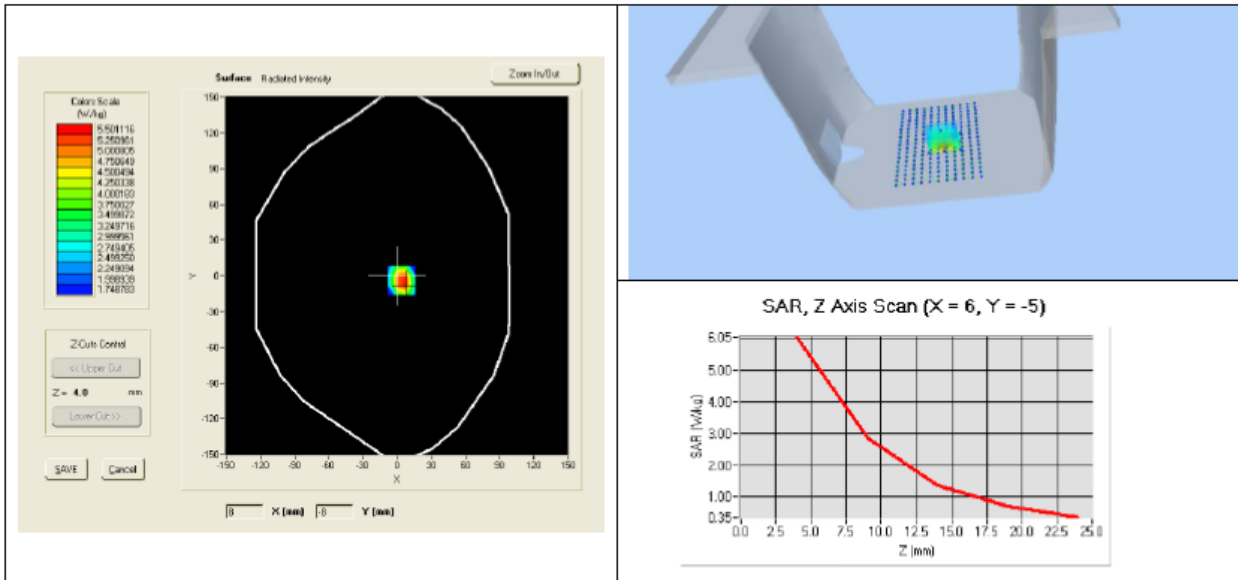 Surface Radiated Intensity
Zoom In/Out
Colors Scale
(W/kg)
5.501116
5.250961
5.000805
4.750649
4.500494
4.250338
4.000183
3.750027
3.499872
3.249716
2.999561
2.749405
2.499250
2.249094
1.998939
1.748783
Z-Cuts Control
<< Upper Cut
Z = 4.0 mm
Lower Cut >>
SAVE Cancel
150
120
90
60
30
0
-30
-60
-90
-120
-150
Y
-150 -120 -90 -60 -30 0 30 60 90 120 150
X
8 X (mm) -8 Y (mm)
SAR, Z Axis Scan (X = 6, Y = -5)
6.05
5.00
4.00
3.00
2.00
1.00
0.35
SAR (W/kg)
0.0 2.5 5.0 7.5 10.0 12.5 15.0 17.5 20.0 22.5 25.0
Z (mm)